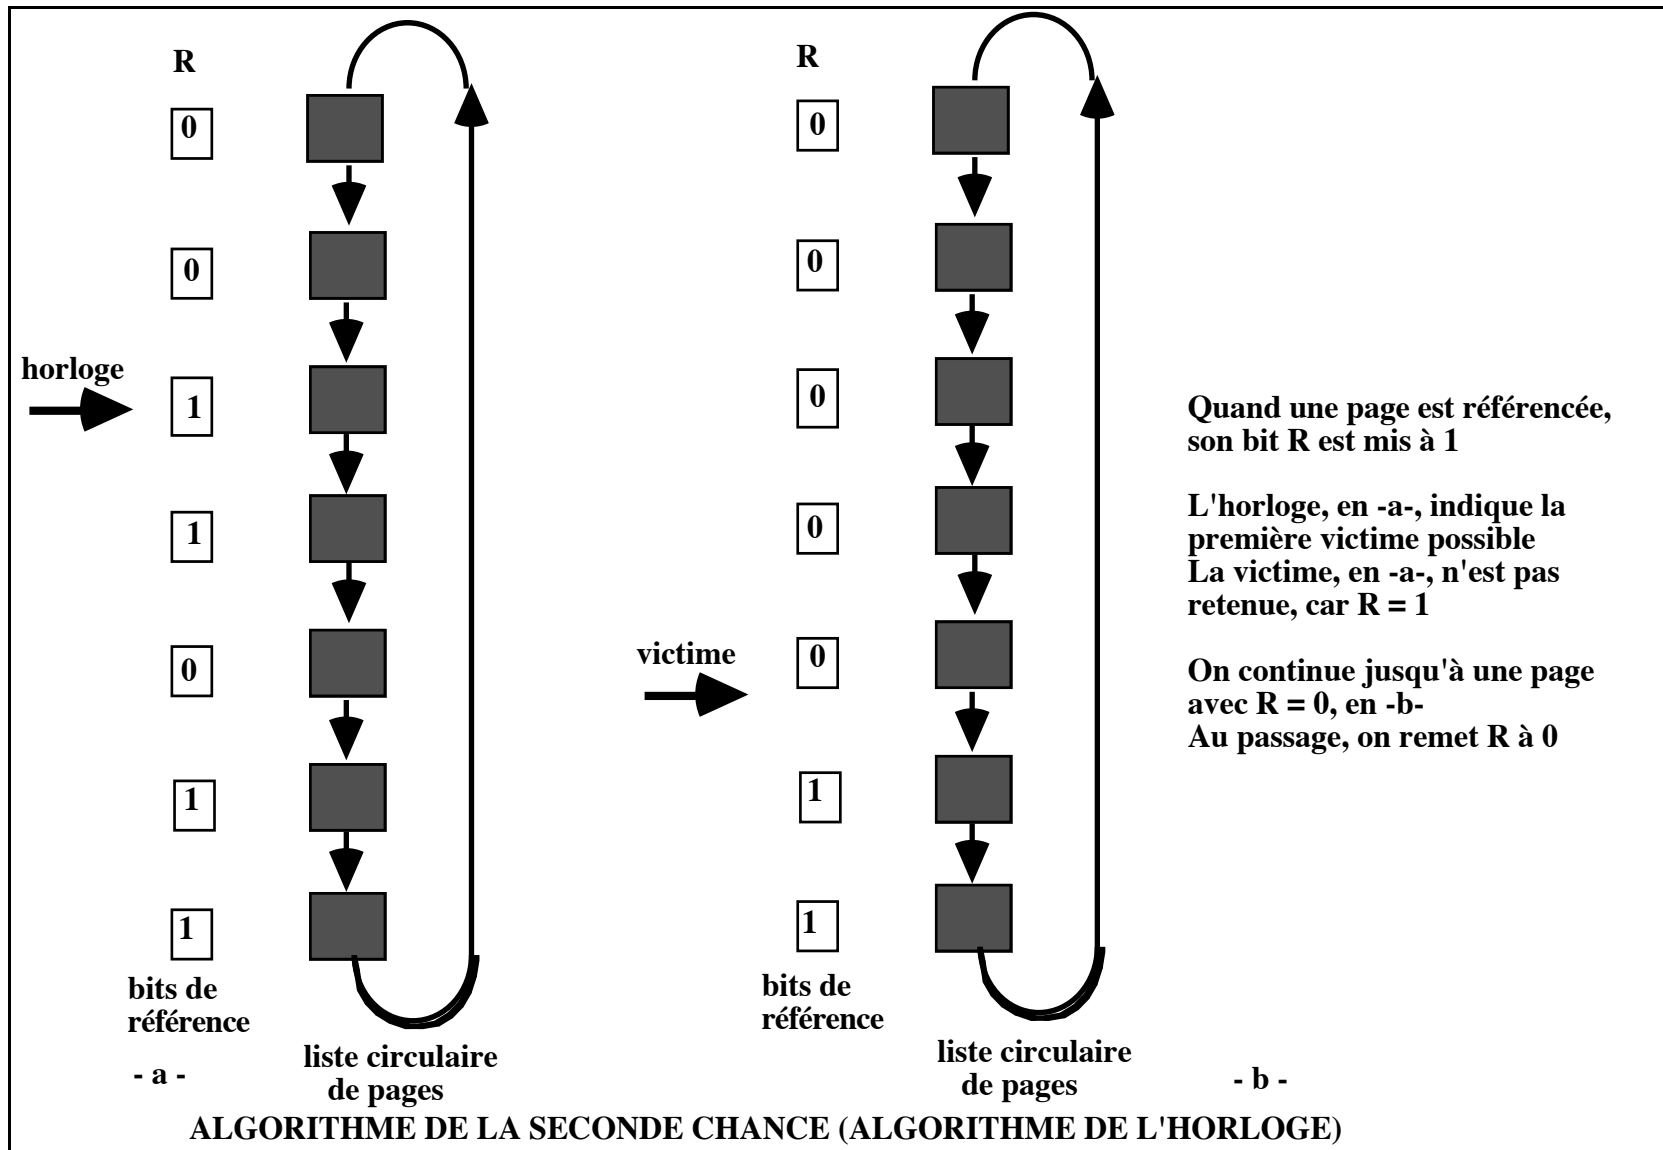 R
0
0
horloge
1
1
0
1
1
bits de
référence
- a -
liste circulaire
de pages
R
0
0
0
0
victime
0
1
1
bits de
référence
liste circulaire
de pages
- b -
Quand une page est référencée,
son bit R est mis à 1
L'horloge, en -a-, indique la
première victime possible
La victime, en -a-, n'est pas
retenue, car R = 1
On continue jusqu'à une page
avec R = 0, en -b-
Au passage, on remet R à 0
ALGORITHME DE LA SECONDE CHANCE (ALGORITHME DE L'HORLOGE)